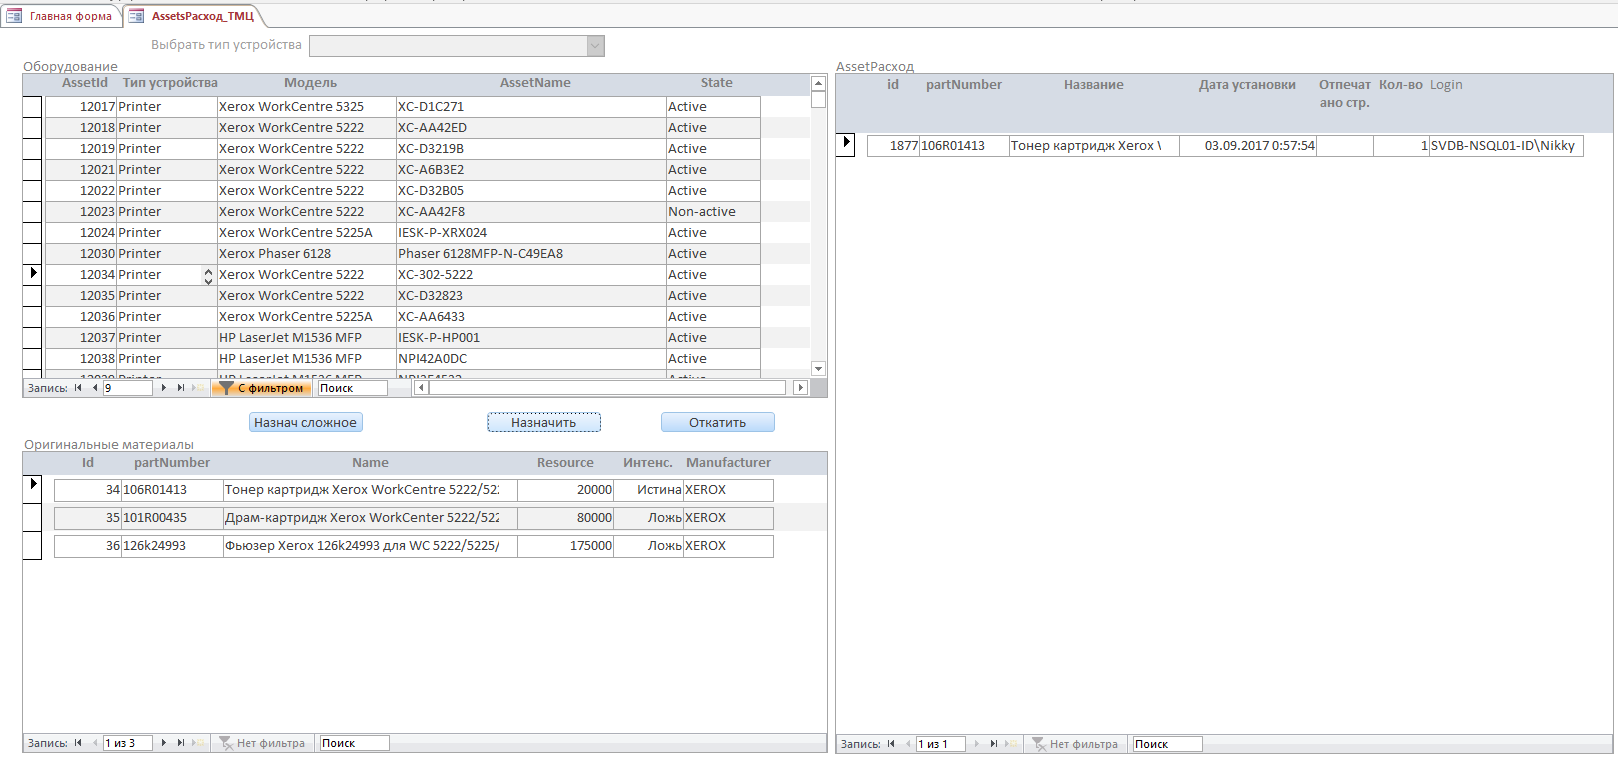 Главная форма AssetsРасход_ТМЦ
Выбрать тип устройства
Оборудование
AssetId Тип устройства Модель AssetName State
12017 Printer Xerox WorkCentre 5325 XC-D1C271 Active
12018 Printer Xerox WorkCentre 5222 XC-AA42ED Active
12019 Printer Xerox WorkCentre 5222 XC-D3219B Active
12021 Printer Xerox WorkCentre 5222 XC-A6B3E2 Active
12022 Printer Xerox WorkCentre 5222 XC-D32B05 Active
12023 Printer Xerox WorkCentre 5222 XC-AA42F8 Non-active
12024 Printer Xerox WorkCentre 5225A IESK-P-XRX024 Active
12030 Printer Xerox Phaser 6128 Phaser 6128MFP-N-C49EA8 Active
12034 Printer Xerox WorkCentre 5222 XC-302-5222 Active
12035 Printer Xerox WorkCentre 5222 XC-D32823 Active
12036 Printer Xerox WorkCentre 5225A XC-AA6433 Active
12037 Printer HP LaserJet M1536 MFP IESK-P-HP001 Active
12038 Printer HP LaserJet M1536 MFP NPI42A0DC Active
Запись: 9 С фильтром Поиск
Назнач сложное Назначить Откатить
Оригинальные материалы
Id partNumber Name Resource Интенс. Manufacturer
34 106R01413 Тонер картридж Xerox WorkCentre 5222/522 20000 Истина XEROX
35 101R00435 Драм-картридж Xerox WorkCenter 5222/522 80000 Ложь XEROX
36 126k24993 Фьюзер Xerox 126k24993 для WC 5222/5225/ 175000 Ложь XEROX
Запись: 1 из 3 Нет фильтра Поиск
AssetРасход
id partNumber Название Дата установки Отпечат Кол-во Login
ано стр.
1877 106R01413 Тонер картридж Xerox \ 03.09.2017 0:57:54 1 SVDB-NSQL01-ID\Nikky
Запись: 1 из 1 Нет фильтра Поиск